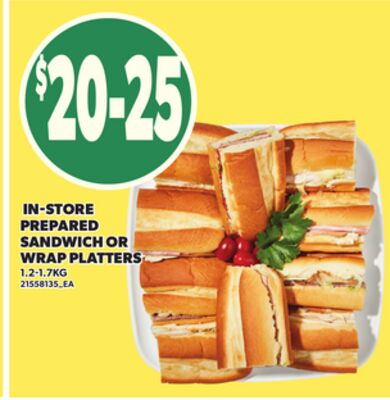 $20-25
IN-STORE
PREPARED
SANDWICH OR
WRAP PLATTERS
1.2-1.7KG
21558135_EA